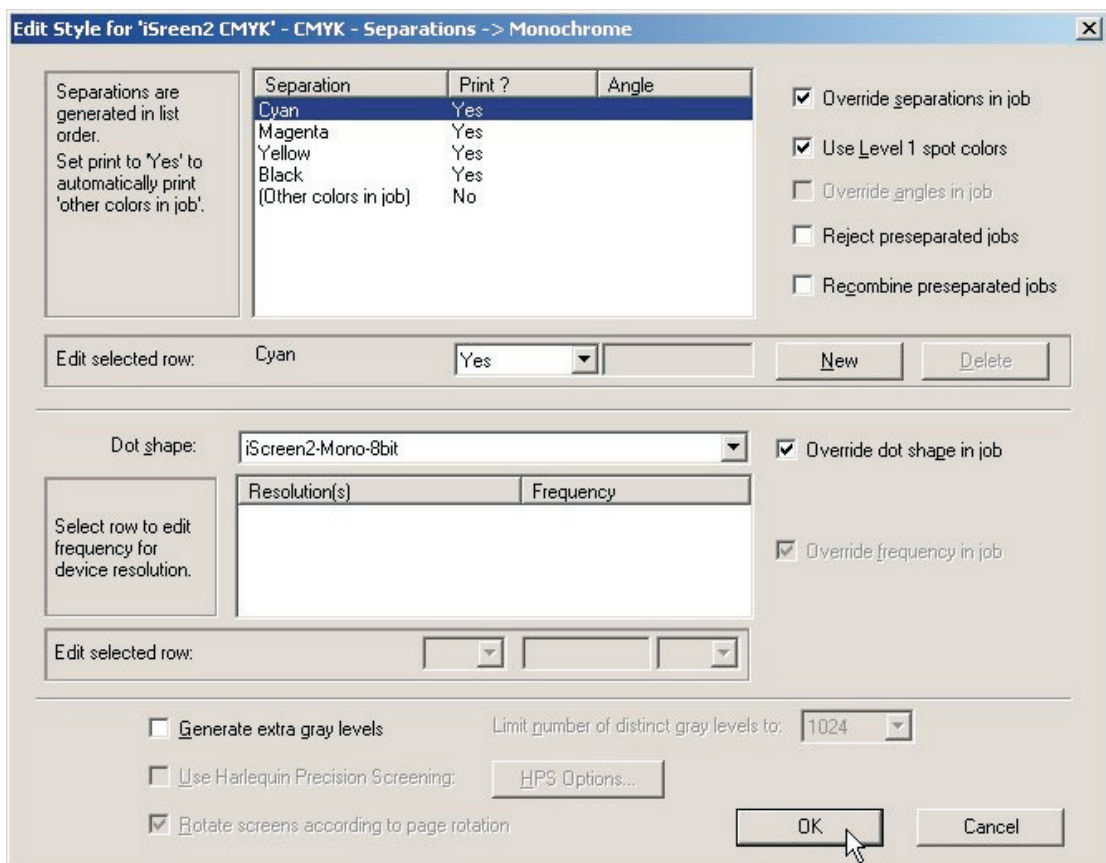 Edit Style for 'iSreen2 CMYK' - CMYK - Separations -> Monochrome
Separations are
generated in list
order.
Set print to 'Yes' to
automatically print
'other colors in job'.
Separation Print ? Angle
Cyan Yes
Magenta Yes
Yellow Yes
Black Yes
(Other colors in job) No
Override separations in job
Use Level 1 spot colors
Override angles in job
Reject preseparated jobs
Recombine preseparated jobs
Edit selected row: Cyan Yes New Delete
Dot shape: iScreen2-Mono-8bit Override dot shape in job
Resolution(s) Frequency
Select row to edit
frequency for
device resolution.
Override frequency in job
Edit selected row:
Generate extra gray levels Limit number of distinct gray levels to: 1024
Use Harlequin Precision Screening: HPS Options...
Rotate screens according to page rotation
OK Cancel